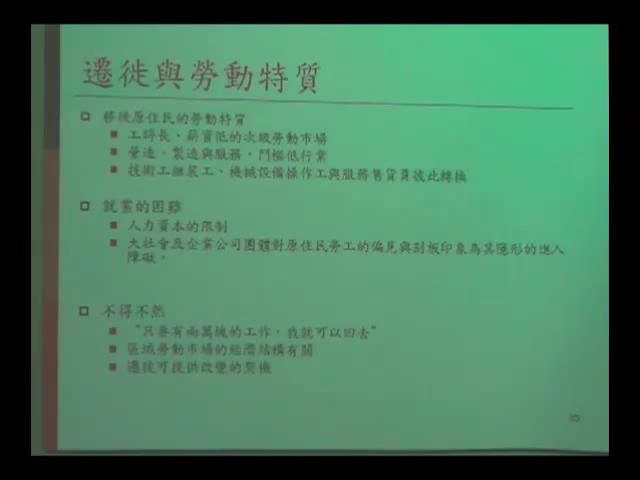 遷徙與勞動特質
移徙原住民的勞動特質
工時長、薪資低的次級勞動市場
營造、製造與服務,門檻低行業
技術工組裝工、機械設備操作工與服務售貨員彼此轉換
就業的困難
人力資本的限制
大社會及企業公司團體對原住民勞工的偏見與刻板印象為其隱形的進入
障礙。
不得不然
“只要有兩萬塊的工作,我就可以回去”
區域勞動市場的經濟結構有關
遷徙可提供改變的契機